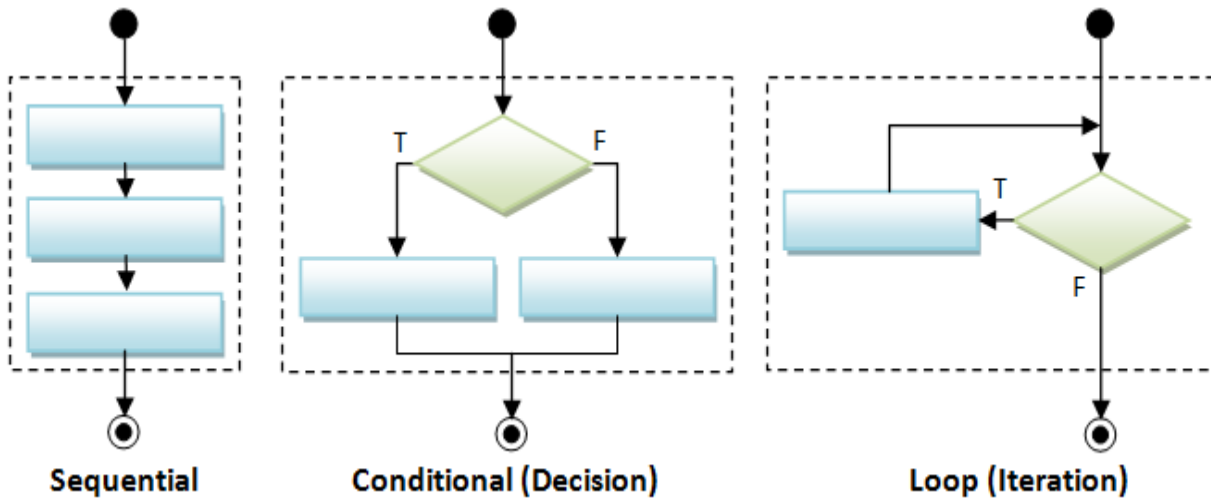 T
F
T
F
Sequential
Conditional (Decision)
Loop (Iteration)